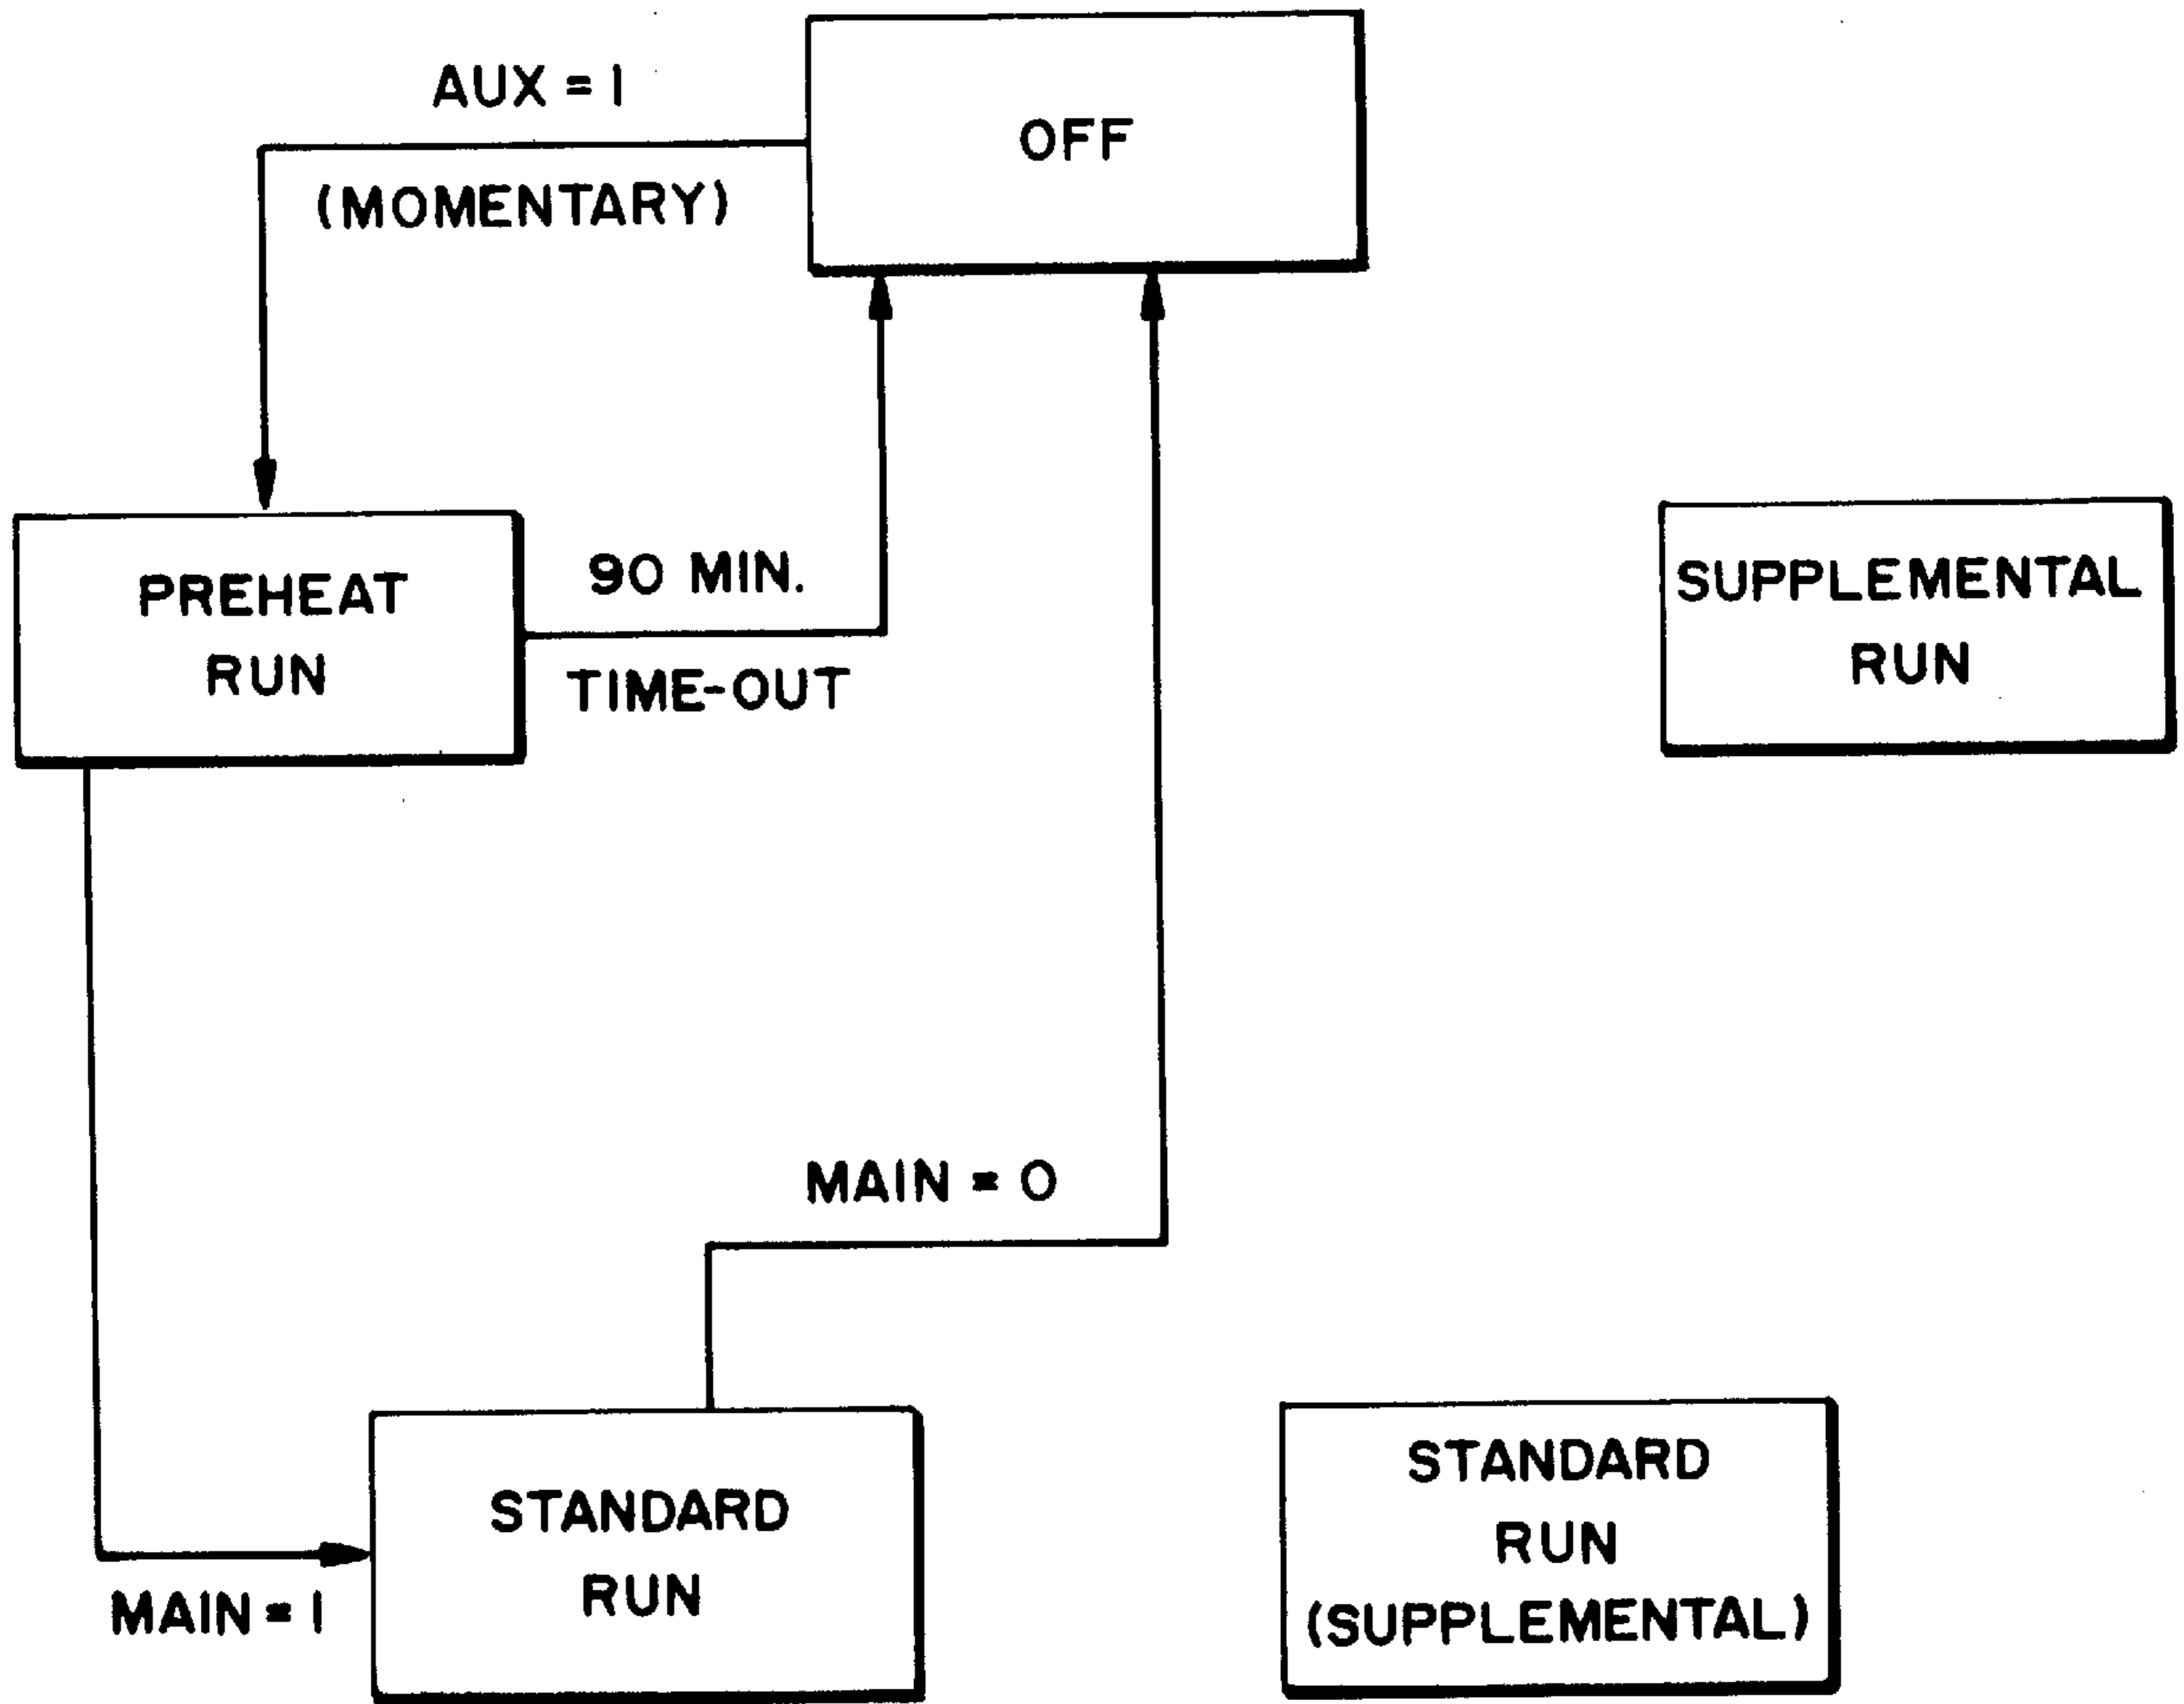 AUX = 1
(MOMENTARY)
OFF
PREHEAT
RUN
90 MIN.
TIME-OUT
SUPPLEMENTAL
RUN
MAIN = 0
MAIN = 1
STANDARD
RUN
STANDARD
RUN
(SUPPLEMENTAL)